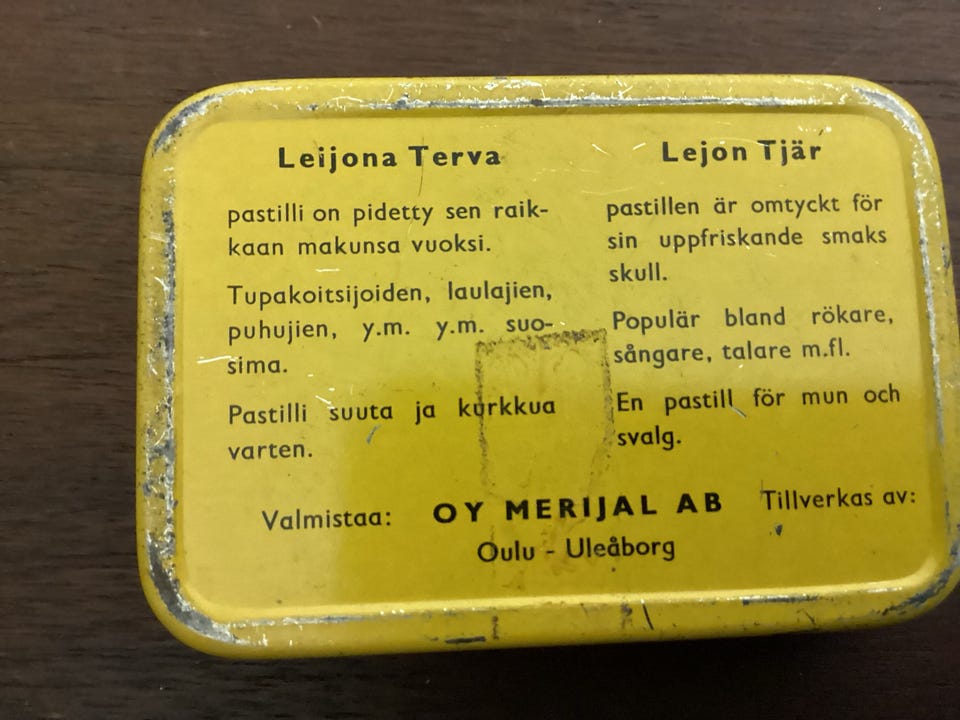 Leijona Terva
pastilli on pidetty sen raik-
kaan makunsa vuoksi.
Tupakoitsijoiden, laulajien,
puhujien, y.m. y.m. suo-
sima.
Pastilli suuta ja kurkkua
varten.
Lejon Tjär
pastillen är omtyckt för
sin uppfriskande smaks
skull.
Populär bland rökare,
sångare, talare m.fl.
En pastill för mun och
svalg.
Valmistaa: OY MERIJAL AB Tillverkas av:
Oulu - Uleåborg